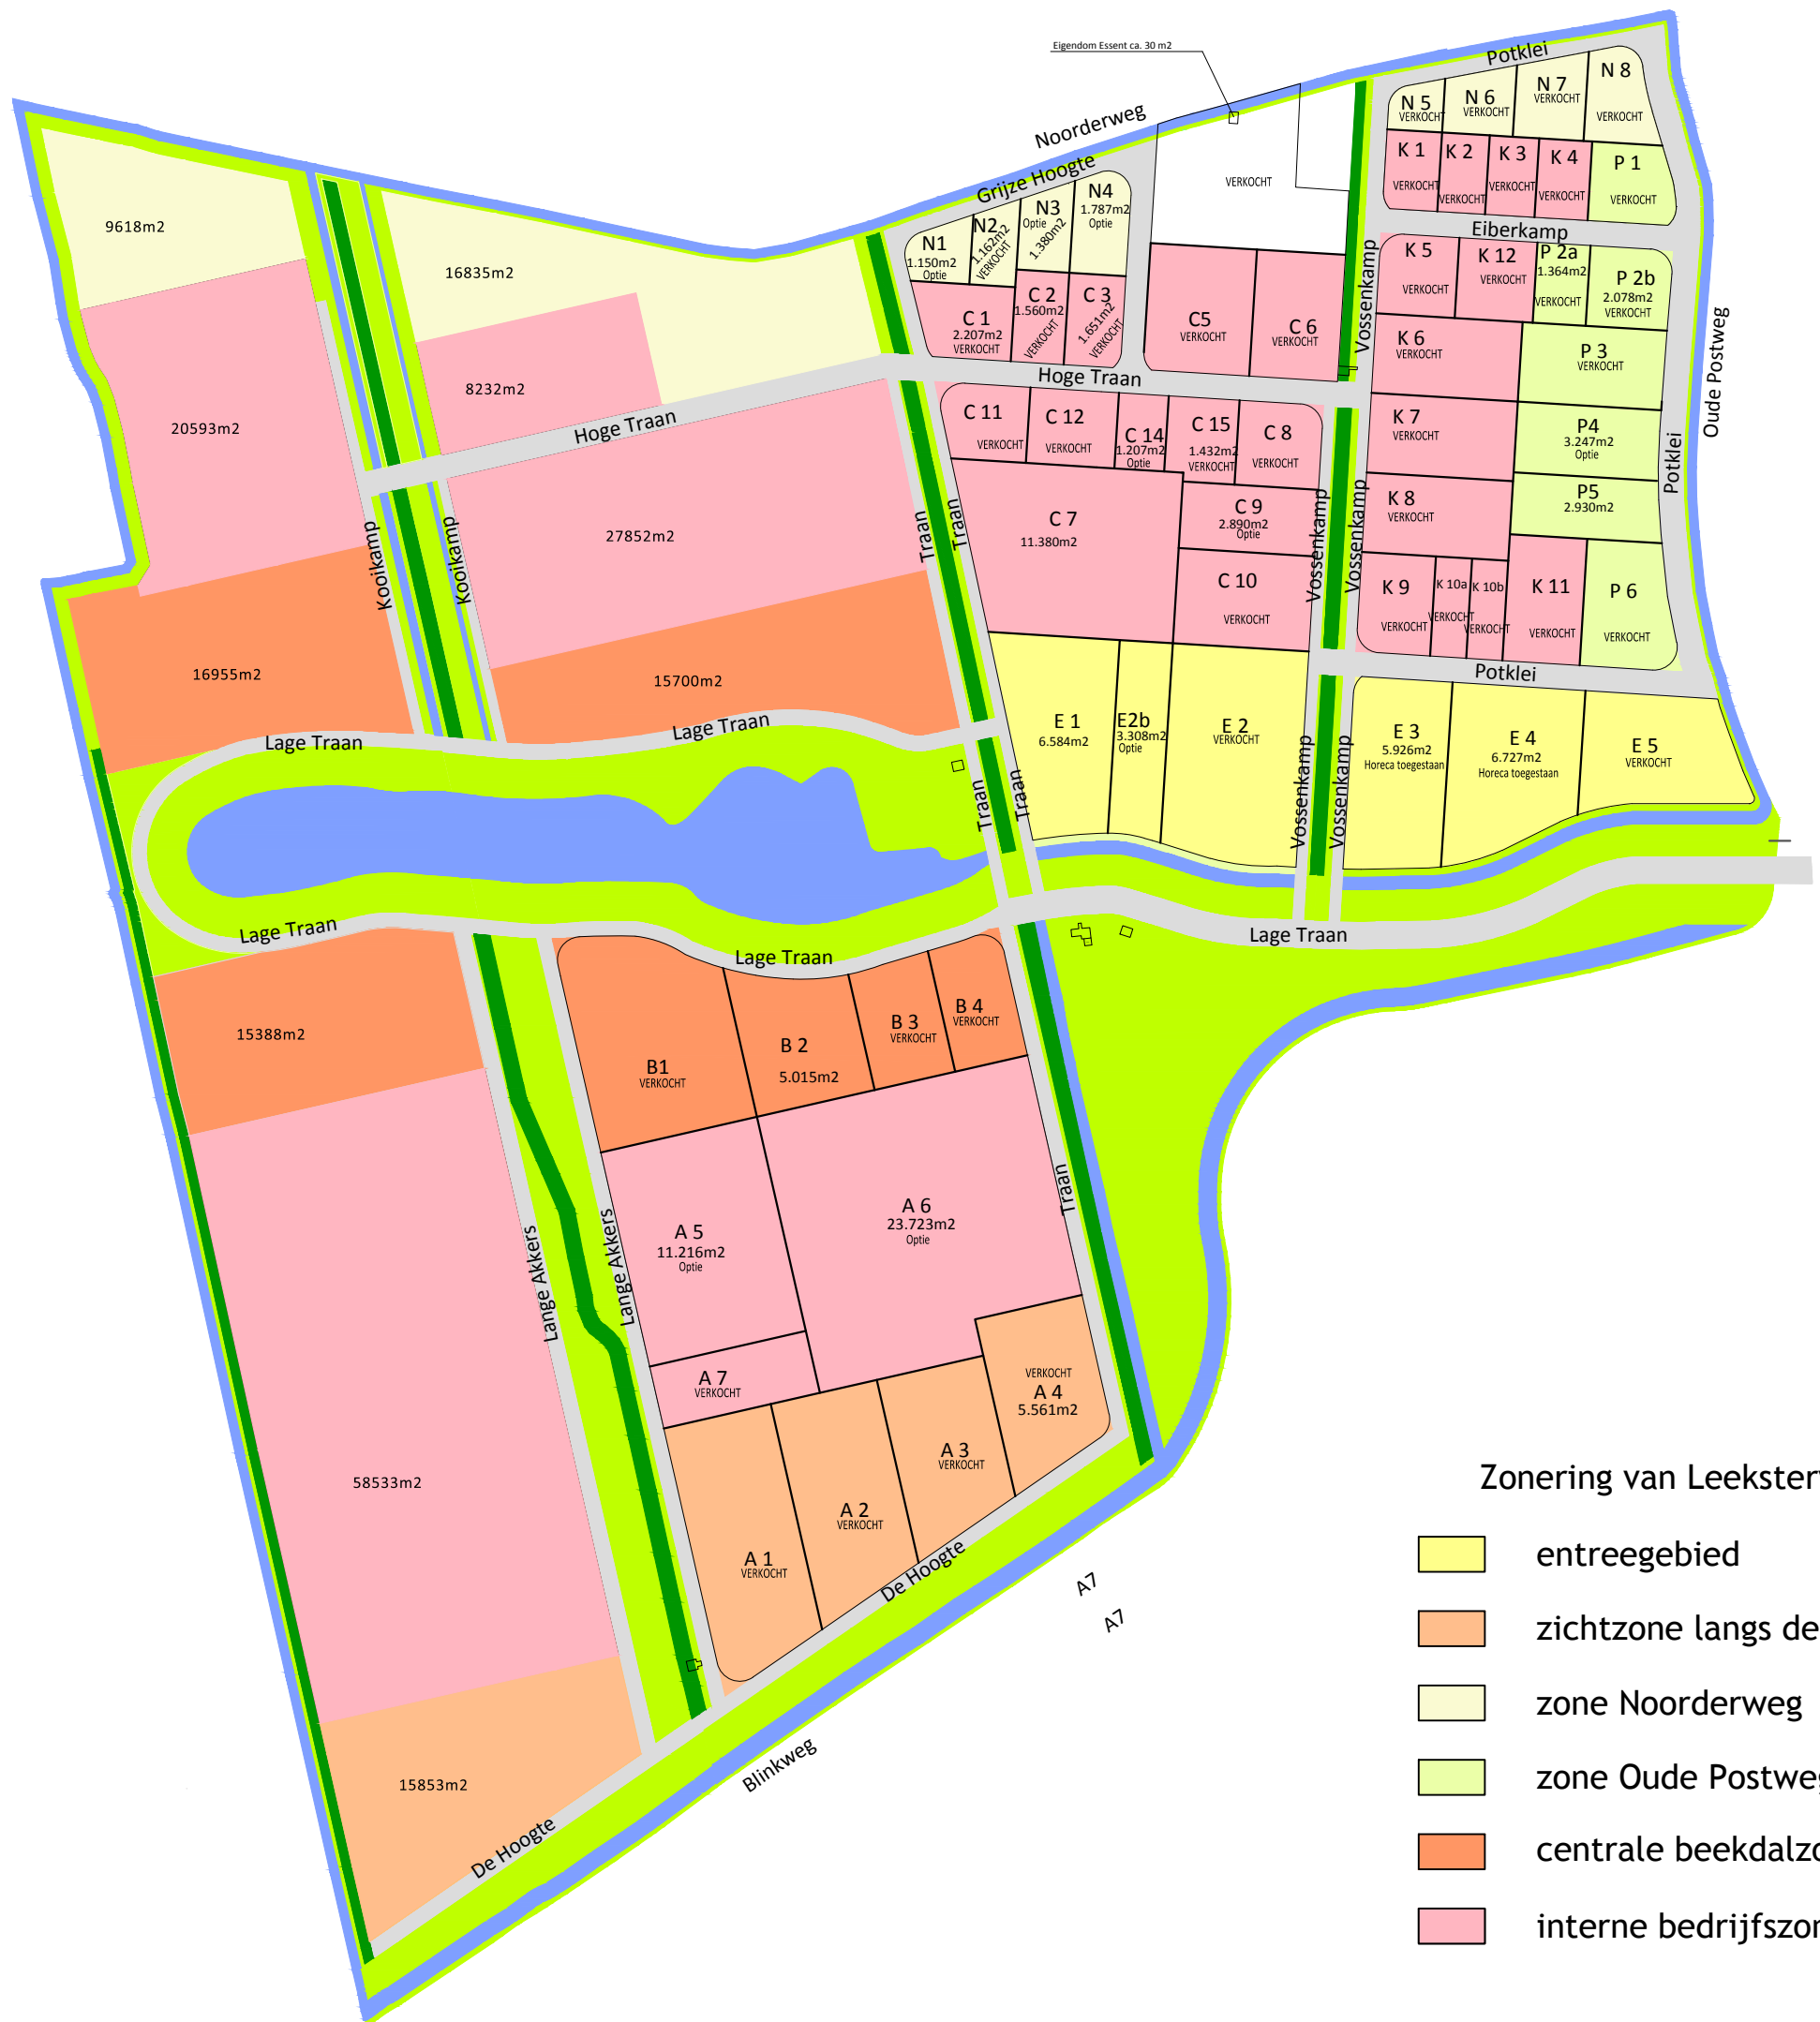 Eigendom Essent ca. 30 m2
Potklei
N 5
VERKOCHT
N 6
VERKOCHT
N 7
VERKOCHT
N 8
VERKOCHT
Noorderweg
Grijze Hoogte
VERKOCHT
K 1
VERKOCHT
K 2
VERKOCHT
K 3
VERKOCHT
K 4
VERKOCHT
P 1
VERKOCHT
Eiberkamp
9618m2
16835m2
N1
1.150m2
Optie
N2
1.162m2
VERKOCHT
N3
Optie
1.380m2
N4
1.787m2
Optie
C 1
2.207m2
VERKOCHT
C 2
1.560m2
VERKOCHT
C 3
1.651m2
VERKOCHT
C5
VERKOCHT
C 6
VERKOCHT
Vossenkamp
K 5
VERKOCHT
K 12
VERKOCHT
P 2a
1.364m2
VERKOCHT
P 2b
2.078m2
VERKOCHT
K 6
VERKOCHT
P 3
VERKOCHT
Oude Postweg
20593m2
8232m2
Hoge Traan
Hoge Traan
C 11
VERKOCHT
C 12
VERKOCHT
C 14
1.207m2
Optie
C 15
1.432m2
VERKOCHT
C 8
VERKOCHT
K 7
VERKOCHT
P4
3.247m2
Optie
Potklei
K 8
VERKOCHT
P5
2.930m2
Kooikamp
Kooikamp
27852m2
Traan
Traan
C 7
11.380m2
C 9
2.890m2
Optie
C 10
VERKOCHT
Vossenkamp
Vossenkamp
K 9
VERKOCHT
K 10a
VERKOCHT
K 10b
VERKOCHT
K 11
VERKOCHT
P 6
VERKOCHT
Potklei
16955m2
15700m2
Lage Traan
Lage Traan
E 1
6.584m2
E2b
3.308m2
Optie
E 2
VERKOCHT
E 3
5.926m2
Horeca toegestaan
E 4
6.727m2
Horeca toegestaan
E 5
VERKOCHT
Traan
Traan
Vossenkamp
Vossenkamp
Lage Traan
Lage Traan
Lage Traan
15388m2
B1
VERKOCHT
B 2
5.015m2
B 3
VERKOCHT
B 4
VERKOCHT
Lange Akkers
Lange Akkers
A 5
11.216m2
Optie
A 6
23.723m2
Optie
Traan
A 7
VERKOCHT
VERKOCHT
A 4
5.561m2
58533m2
A 1
VERKOCHT
A 2
VERKOCHT
A 3
VERKOCHT
De Hoogte
A7
A7
Blinkweg
15853m2
De Hoogte
Zonering van
entreegebied
zichtzone langs de
zone Noorderweg
zone Oude
centrale
interne